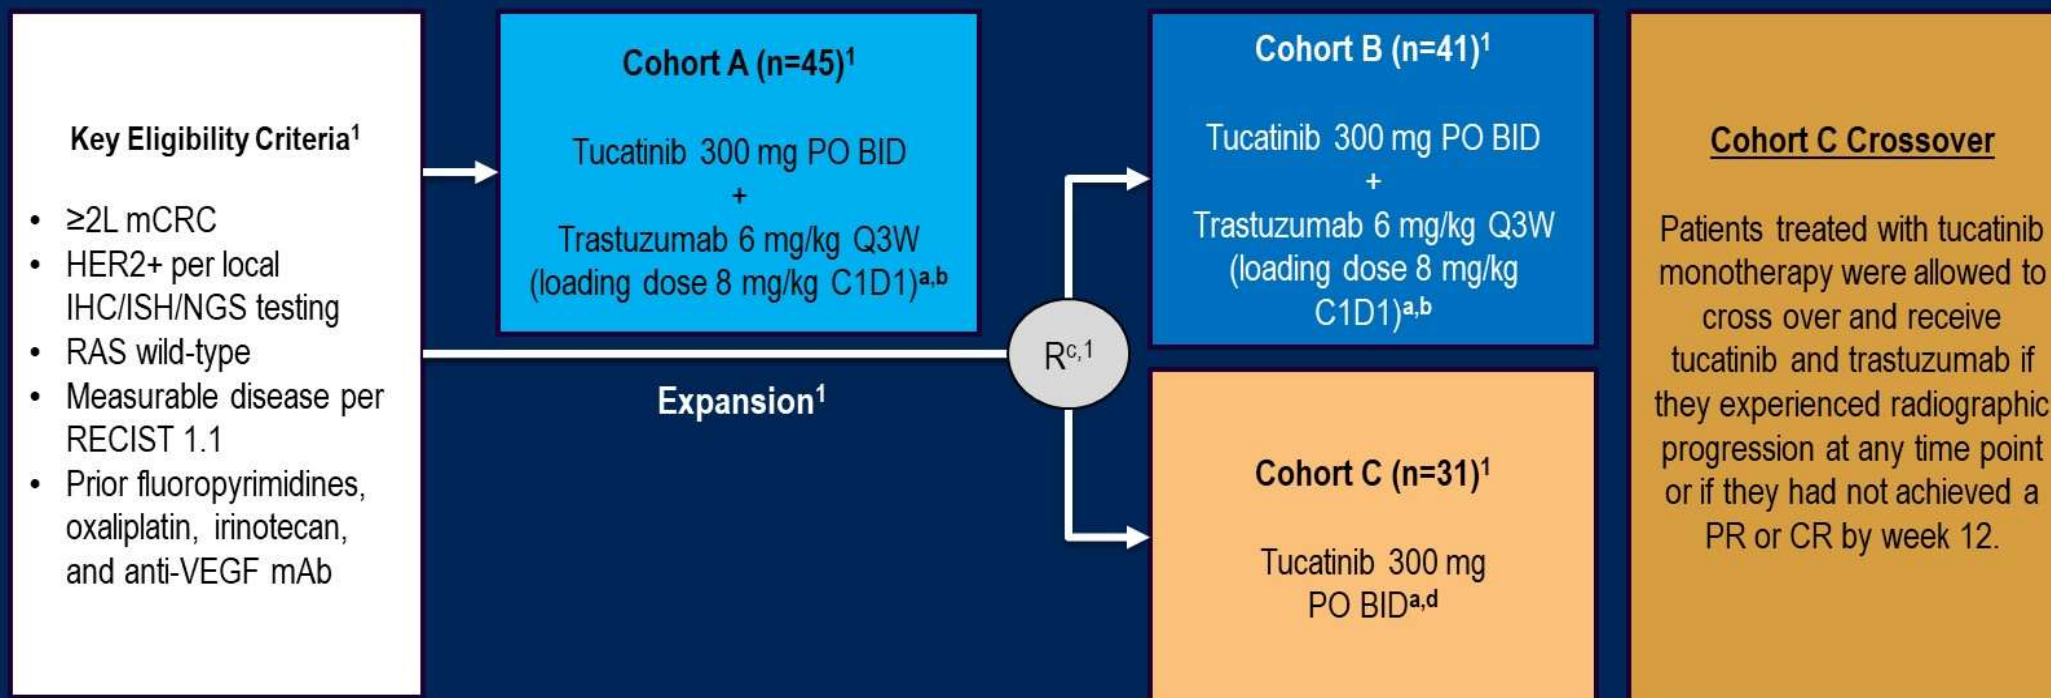 Key Eligibility Criteria¹
• ≥2L mCRC
• HER2+ per local
IHC/ISH/NGS testing
• RAS wild-type
• Measurable disease per
RECIST 1.1
• Prior fluoropyrimidines,
oxaliplatin, irinotecan,
and anti-VEGF mAb
Cohort A (n=45)¹
Tucatinib 300 mg PO BID
+
Trastuzumab 6 mg/kg Q3W
(loading dose 8 mg/kg C1D1)ᵃ,ᵇ
Expansion¹
Rᶜ,¹
Cohort B (n=41)¹
Tucatinib 300 mg PO BID
+
Trastuzumab 6 mg/kg Q3W
(loading dose 8 mg/kg
C1D1)ᵃ,ᵇ
Cohort C (n=31)¹
Tucatinib 300 mg
PO BIDᵃ,ᵈ
Cohort C Crossover
Patients treated with tucatinib
monotherapy were allowed to
cross over and receive
tucatinib and trastuzumab if
they experienced radiographic
progression at any time point
or if they had not achieved a
PR or CR by week 12.